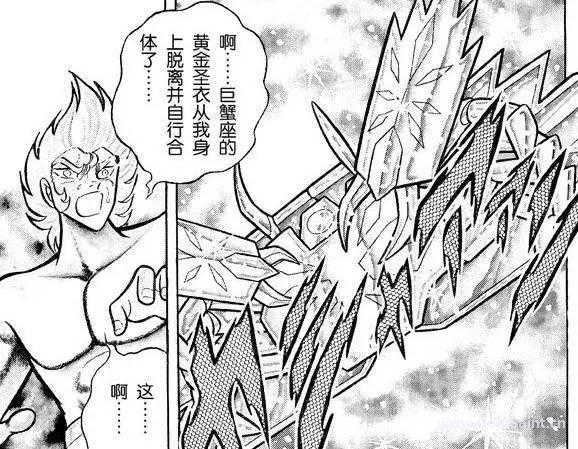 啊……巨蟹座的
黄金圣衣从我身
上脱离并自行合
体了……
这……
啊……